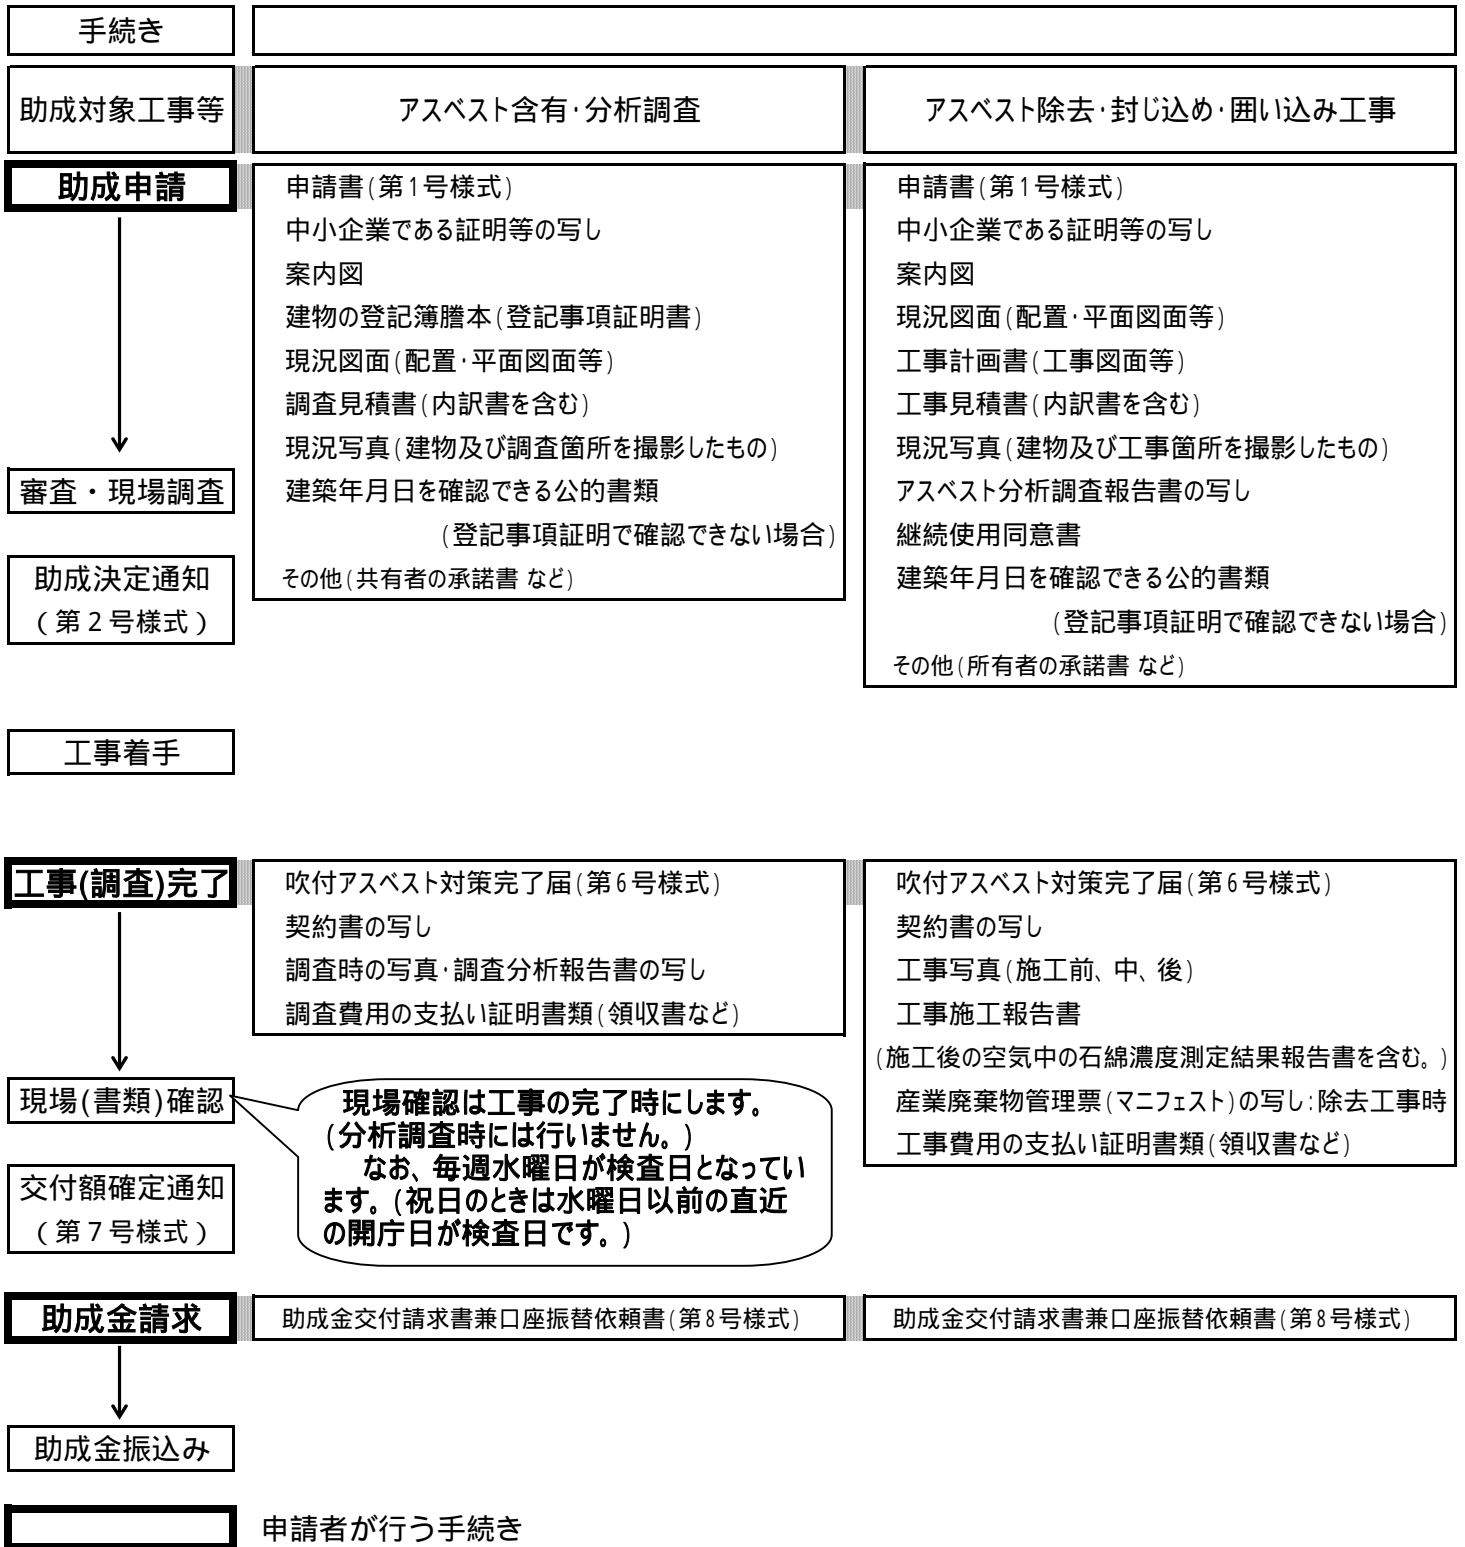 手続き
助成対象工事等
アスベスト含有・分析調査
アスベスト除去・封じ込め・囲い込み工事
助成申請
申請書(第1号様式)
中小企業である証明等の写し
案内図
建物の登記簿謄本(登記事項証明書)
現況図面(配置・平面図面等)
調査見積書(内訳書を含む)
現況写真(建物及び調査箇所を撮影したもの)
建築年月日を確認できる公的書類
(登記事項証明で確認できない場合)
その他(共有者の承諾書 など)
申請書(第1号様式)
中小企業である証明等の写し
案内図
現況図面(配置・平面図面等)
工事計画書(工事図面等)
工事見積書(内訳書を含む)
現況写真(建物及び工事箇所を撮影したもの)
アスベスト分析調査報告書の写し
継続使用同意書
建築年月日を確認できる公的書類
(登記事項証明で確認できない場合)
その他(所有者の承諾書 など)
審査・現場調査
助成決定通知
(第2号様式)
工事着手
工事(調査)完了
吹付アスベスト対策完了届(第6号様式)
契約書の写し
調査時の写真・調査分析報告書の写し
調査費用の支払い証明書類(領収書など)
吹付アスベスト対策完了届(第6号様式)
契約書の写し
工事写真(施工前、中、後)
工事施工報告書
(施工後の空気中の石綿濃度測定結果報告書を含む。)
産業廃棄物管理票(マニフェスト)の写し:除去工事時
工事費用の支払い証明書類(領収書など)
現場(書類)確認
現場確認は工事の完了時にします。
(分析調査時には行いません。)
なお、毎週水曜日が検査日となってい
ます。(祝日のときは水曜日以前の直近
の開庁日が検査日です。)
交付額確定通知
(第7号様式)
助成金請求
助成金交付請求書兼口座振替依頼書(第8号様式)
助成金交付請求書兼口座振替依頼書(第8号様式)
助成金振込み
申請者が行う手続き